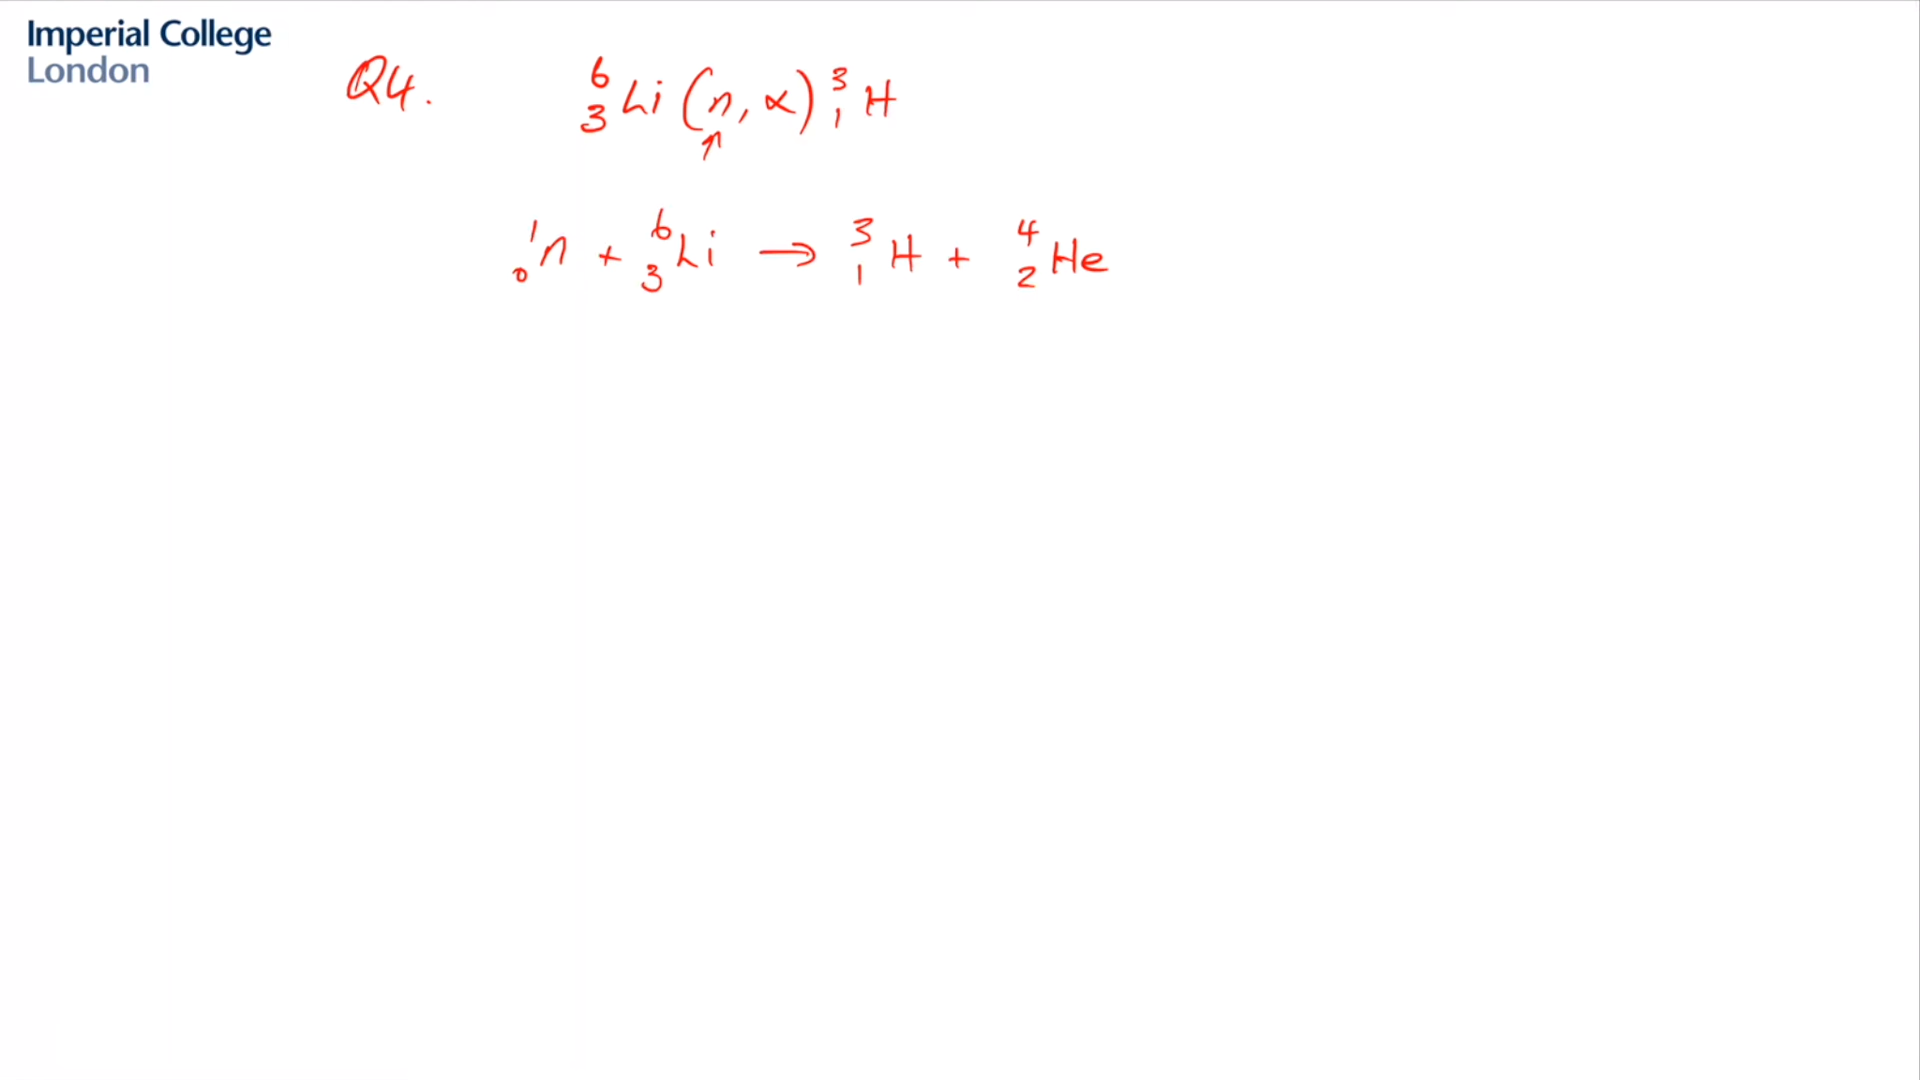 Imperial College
London
Q4. ⁶₃Li (n, α) ³₁H
↑
¹₀n + ⁶₃Li → ³₁H + ⁴₂He